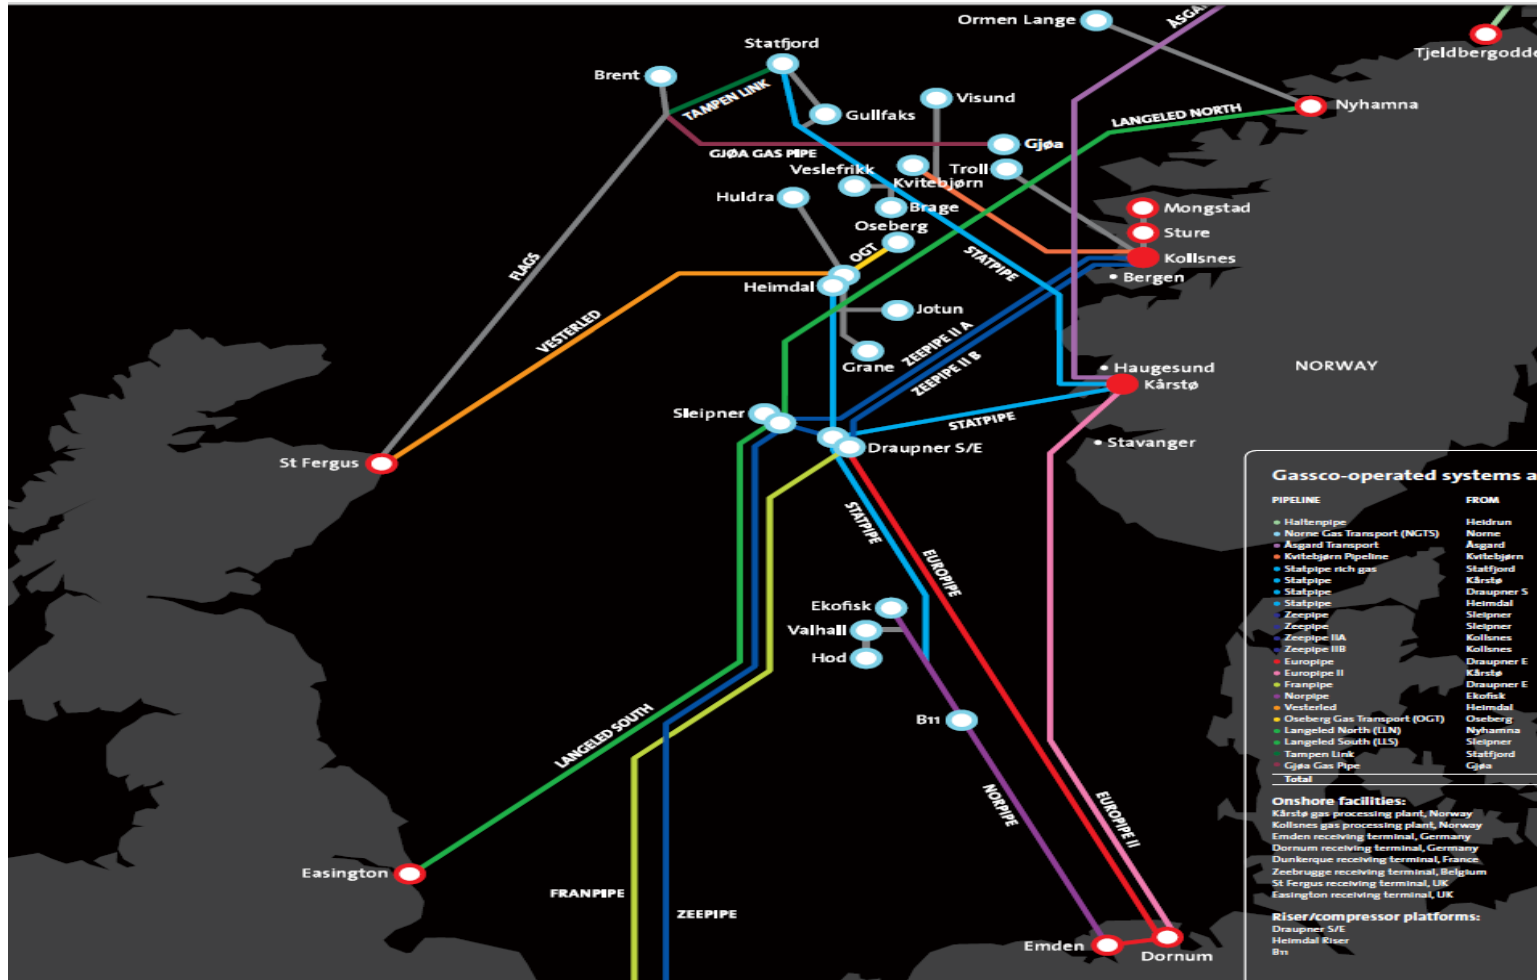 Ormen Lange
ÅSGA
Tjeldbergodde
Statfjord
Brent
TAMPEN LINK
Visund
Gullfaks
LANGELED NORTH
Nyhamna
Gjøa
GJØA GAS PIPE
Veslefrikk
Troll
Kvitebjørn
Huldra
Brage
Mongstad
Oseberg
Sture
OGT
STATPIPE
Kollsnes
FLAGS
Bergen
Heimdal
Jotun
VESTERLED
ZEEPIPE II A
Grane
ZEEPIPE II B
Haugesund
NORWAY
Kårstø
Sleipner
STATPIPE
Stavanger
Draupner S/E
St Fergus
STATPIPE
EUROPIPE
Ekofisk
Valhall
Hod
LANGELED SOUTH
B11
NORPIPE
EUROPIPE II
Easington
FRANPIPE
ZEEPIPE
Emden
Dornum
Gassco-operated systems a
PIPELINE FROM
Haltenpipe Heidrun
Norne Gas Transport (NGTS) Norne
Åsgard Transport Åsgard
Kvitebjørn Pipeline Kvitebjørn
Statpipe rich gas Statfjord
Statpipe Kårstø
Statpipe Draupner S
Statpipe Heimdal
Zeepipe Sleipner
Zeepipe Sleipner
Zeepipe IIA Kollsnes
Zeepipe IIB Kollsnes
Europipe Draupner E
Europipe II Kårstø
Franpipe Draupner E
Norpipe Ekofisk
Vesterled Heimdal
Oseberg Gas Transport (OGT) Oseberg
Langeled North (LLN) Nyhamna
Langeled South (LLS) Sleipner
Tampen Link Statfjord
Gjøa Gas Pipe Gjøa
Total
Onshore facilities:
Kårstø gas processing plant, Norway
Kollsnes gas processing plant, Norway
Emden receiving terminal, Germany
Dornum receiving terminal, Germany
Dunkerque receiving terminal, France
Zeebrugge receiving terminal, Belgium
St Fergus receiving terminal, UK
Easington receiving terminal, UK
Riser/compressor platforms:
Draupner S/E
Heimdal Riser
B11